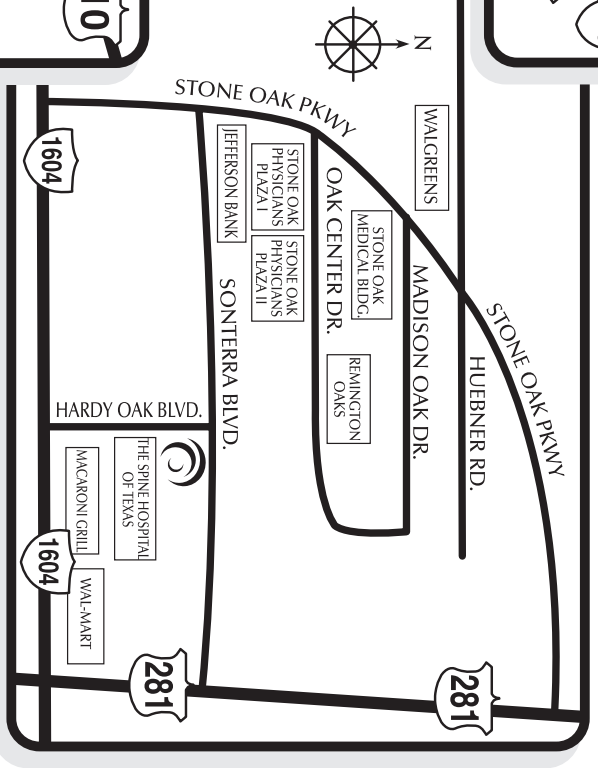 10
N
STONE OAK PKWY
WALGREENS
1604
JEFFERSON BANK
STONE OAK
PHYSICIANS
PLAZA I
STONE OAK
PHYSICIANS
PLAZA II
OAK CENTER DR.
STONE OAK
MEDICAL BLDG.
MADISON OAK DR.
STONE OAK PKWY
HUEBNER RD.
SONTERRA BLVD.
REMINGTON
OAKS
HARDY OAK BLVD.
THE SPINE HOSPITAL
OF TEXAS
MACARONI GRILL
1604
WAL-MART
281
281